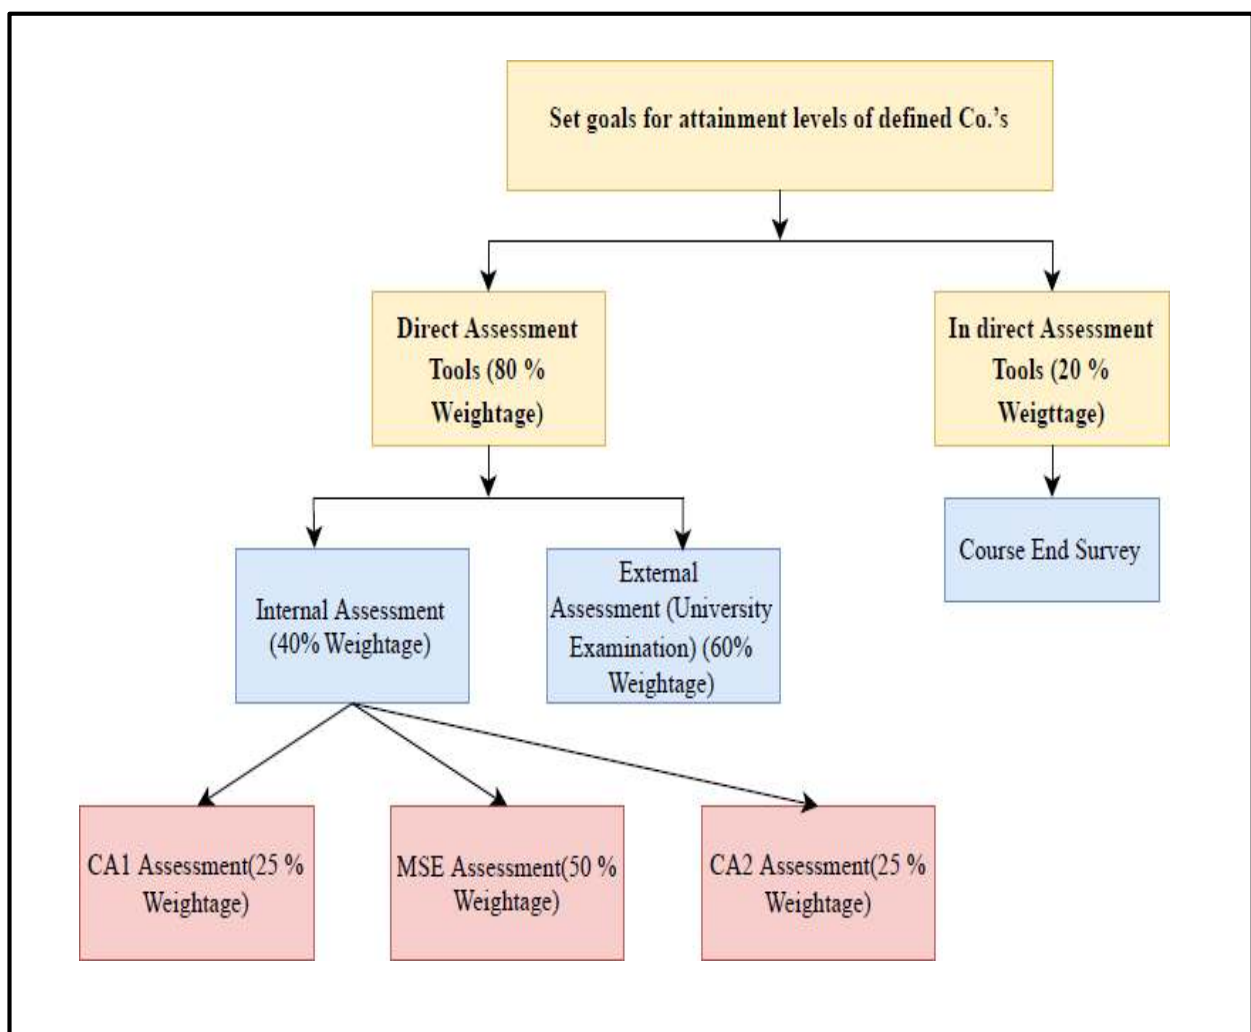 Set goals for attainment levels of defined Co.'s
Direct Assessment
Tools (80 %
Weightage)
In direct Assessment
Tools (20 %
Weigttage)
Internal Assessment
(40% Weightage)
External
Assessment (University
Examination) (60%
Weightage)
Course End Survey
CA1 Assessment(25 %
Weightage)
MSE Assessment(50 %
Weightage)
CA2 Assessment(25 %
Weightage)